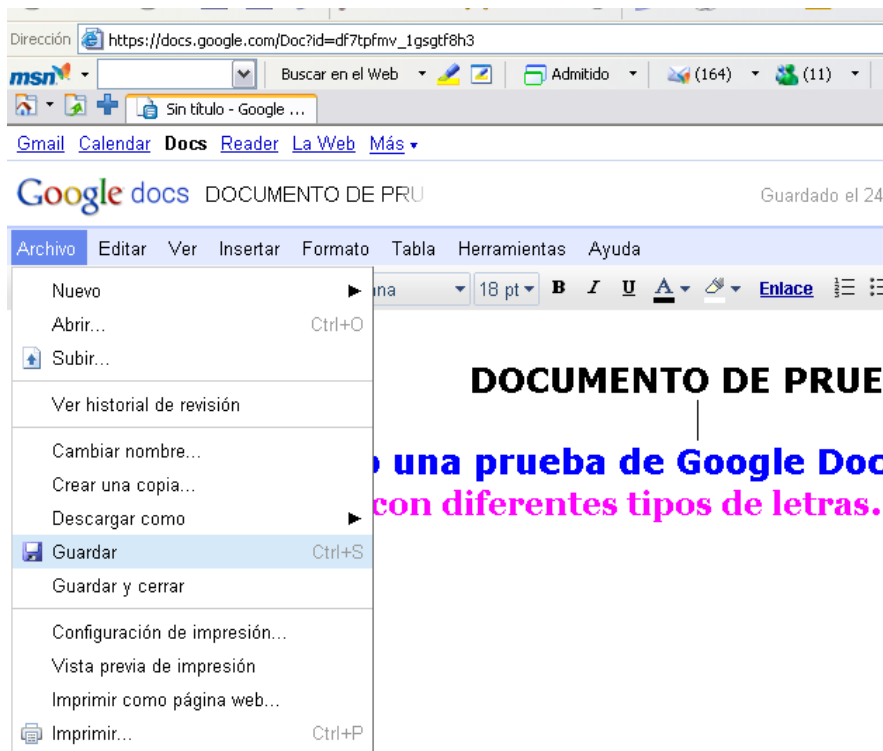 Dirección https://docs.google.com/Doc?id=df7tpfmv_1gsgtf8h3
msn Buscar en el Web Admitido (164) (11)
Sin título - Google ...
Gmail Calendar Docs Reader La Web Más
Google docs DOCUMENTO DE PRU Guardado el 24
Archivo Editar Ver Insertar Formato Tabla Herramientas Ayuda
Nuevo
ana 18 pt B I U A Enlace
Abrir... Ctrl+O
Subir...
DOCUMENTO DE PRUE
Ver historial de revisión
Cambiar nombre...
una prueba de Google Doc
Crear una copia...
con diferentes tipos de letras.
Descargar como
Guardar Ctrl+S
Guardar y cerrar
Configuración de impresión...
Vista previa de impresión
Imprimir como página web...
Imprimir... Ctrl+P